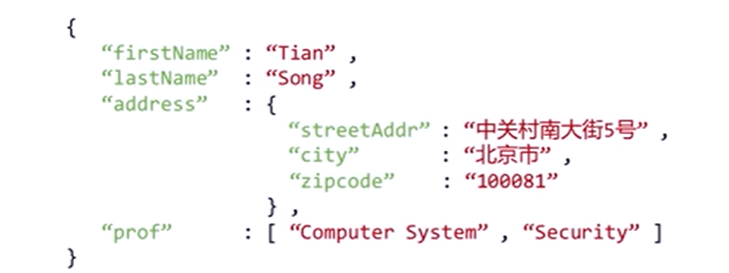 {
“firstName” : “Tian” ,
“lastName” : “Song” ,
“address” : {
“streetAddr” : “中关村南大街5号” ,
“city” : “北京市” ,
“zipcode” : “100081”
} ,
“prof” : [ “Computer System” , “Security” ]
}